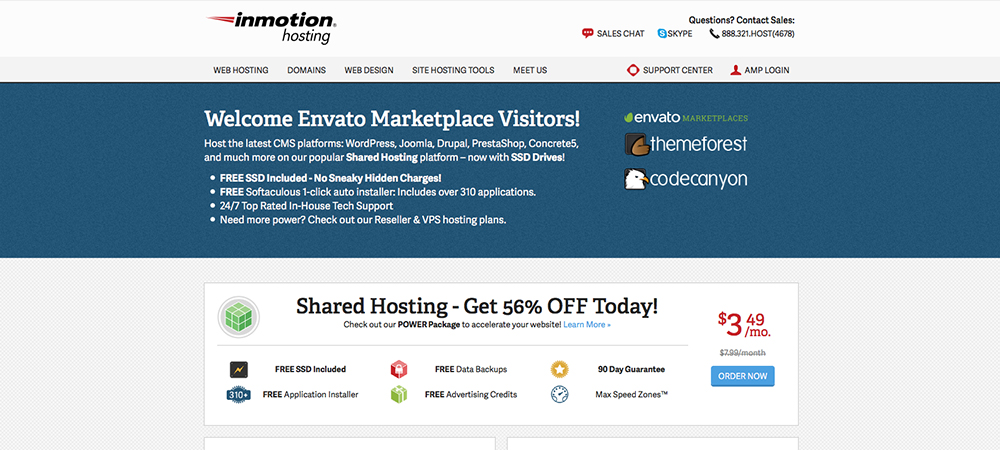 inmotion
hosting
Questions? Contact Sales:
SALES CHAT SKYPE 888.321.HOST(4678)
WEB HOSTING DOMAINS WEB DESIGN SITE HOSTING TOOLS MEET US SUPPORT CENTER AMP LOGIN
Welcome Envato Marketplace Visitors!
Host the latest CMS platforms: WordPress, Joomla, Drupal, PrestaShop, Concrete5,
and much more on our popular Shared Hosting platform – now with SSD Drives!
• FREE SSD Included - No Sneaky Hidden Charges!
• FREE Softaculous 1-click auto installer: Includes over 310 applications.
• 24/7 Top Rated In-House Tech Support
• Need more power? Check out our Reseller & VPS hosting plans.
envato MARKETPLACES
themeforest
codecanyon
Shared Hosting - Get 56% OFF Today!
Check out our POWER Package to accelerate your website! Learn More »
FREE SSD Included FREE Data Backups 90 Day Guarantee
310+ FREE Application Installer FREE Advertising Credits Max Speed Zones™
$3.49/mo.
$7.99/month
ORDER NOW